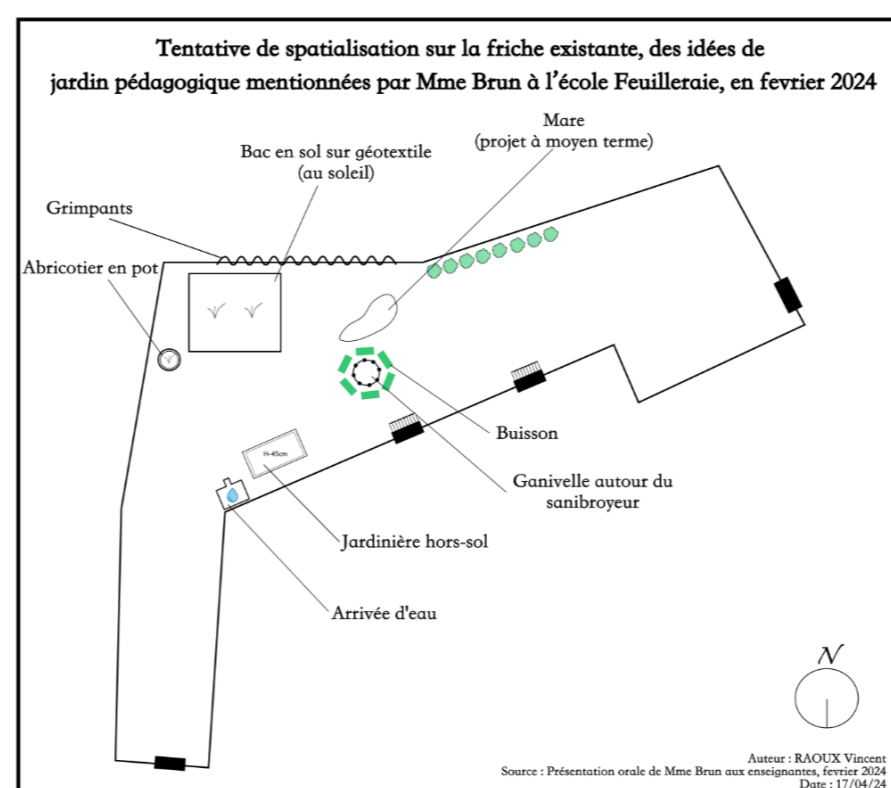 Tentative de spatialisation sur la friche existante, des idées de
jardin pédagogique mentionnées par Mme Brun à l'école Feuilleraie, en fevrier 2024
Mare
(projet à moyen terme)
Bac en sol sur géotextile
(au soleil)
Grimpants
Abricotier en pot
Buisson
Ganivelle autour du
sanibroyeur
H-45cm
Jardinière hors-sol
Arrivée d'eau
N
Auteur : RAOUX Vincent
Source : Présentation orale de Mme Brun aux enseignantes, fevrier 2024
Date : 17/04/24